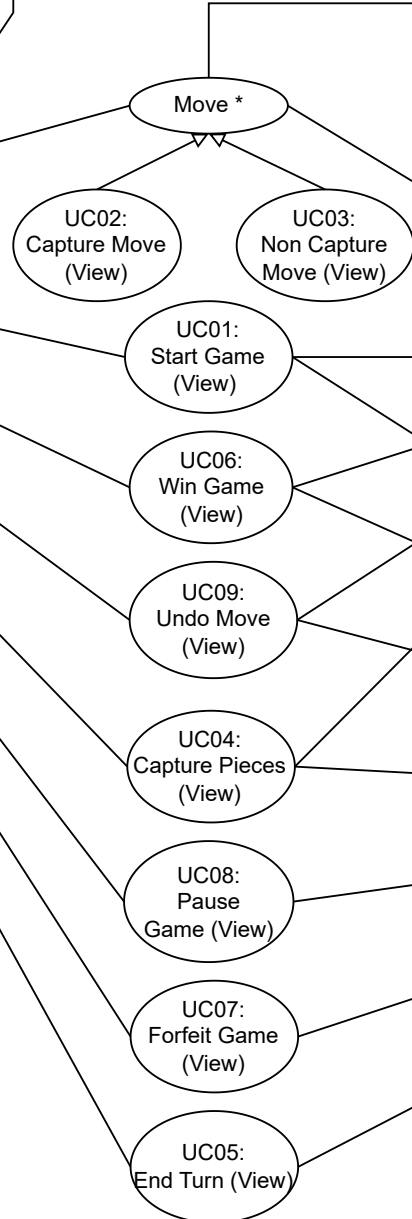 Move *
UC02:
Capture Move
(View)
UC03:
Non Capture
Move (View)
UC01:
Start Game
(View)
UC06:
Win Game
(View)
UC09:
Undo Move
(View)
UC04:
Capture Pieces
(View)
UC08:
Pause
Game (View)
UC07:
Forfeit Game
(View)
UC05:
End Turn (View)